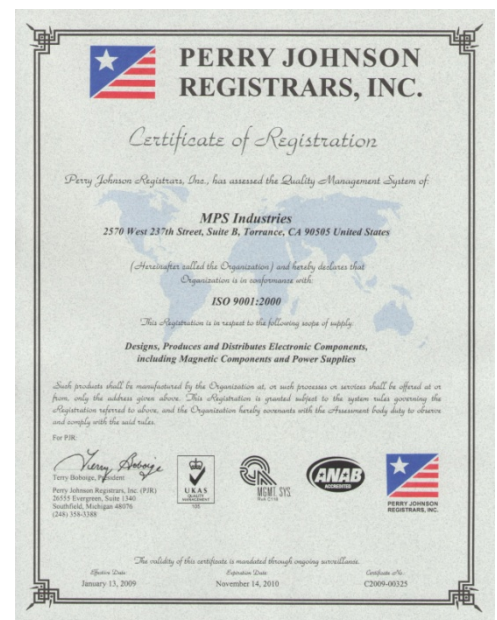 PERRY JOHNSON
REGISTRARS, INC.
Certificate of Registration
Perry Johnson Registrars, Inc., has assessed the Quality Management System of:
MPS Industries
2570 West 237th Street, Suite B, Torrance, CA 90505 United States
(Hereinafter called the Organization) and hereby declares that
Organization is in conformance with:
ISO 9001:2000
This Registration is in respect to the following scope of supply:
Designs, Produces and Distributes Electronic Components,
including Magnetic Components and Power Supplies
Such products shall be manufactured by the Organization at, or such processes or services shall be offered at or
from, only the address given above. This Registration is granted subject to the system rules governing the
Registration referred to above, and the Organization hereby covenants with the Assessment body duty to observe
and comply with the said rules.
For PJR:
Terry Boboige
Terry Boboige, President
Perry Johnson Registrars, Inc. (PJR)
26555 Evergreen, Suite 1340
Southfield, Michigan 48076
(248) 358-3388
UKAS
QUALITY
MANAGEMENT
MGMT. SYS.
ANAB
ACCREDITED
PERRY JOHNSON
REGISTRARS, INC.
The validity of this certificate is mandated through ongoing surveillance.
Effective Date Expiration Date Certificate No.
January 13, 2009 November 14, 2010 C2009-00325